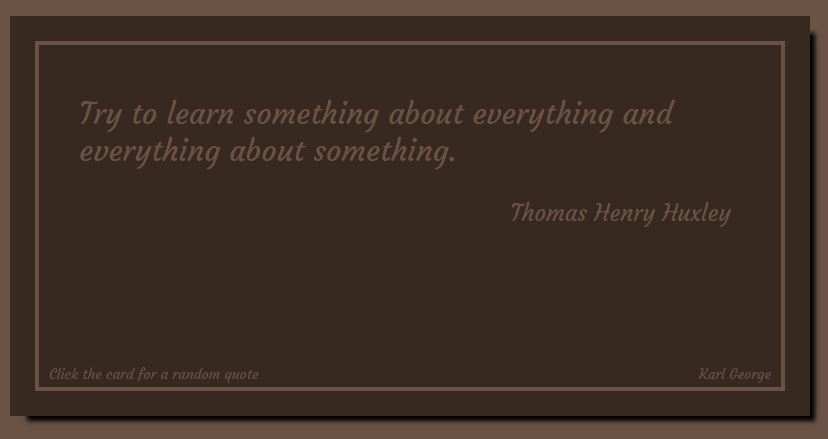 Try to learn something about everything and
everything about something.
Thomas Henry Huxley
Click the card for a random quote
Karl George